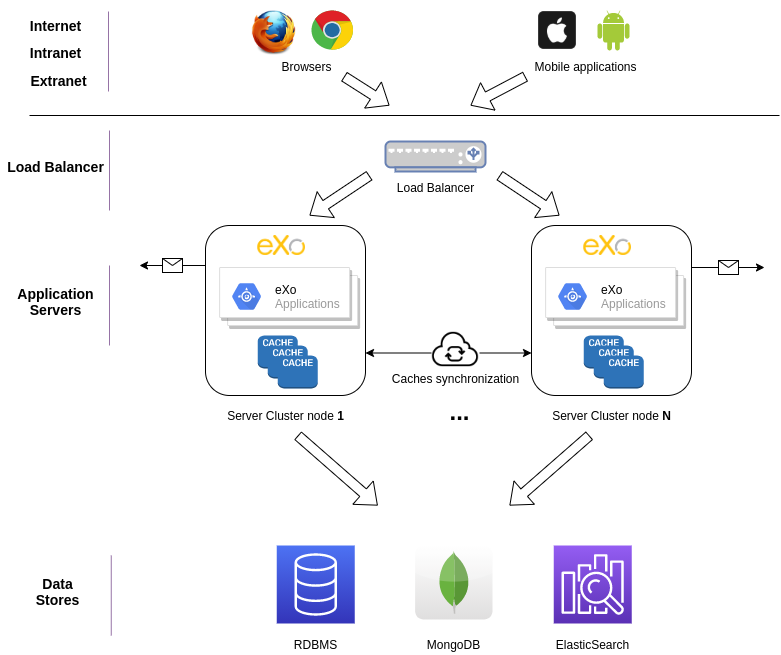 Internet
Intranet
Extranet
Browsers
Mobile applications
Load Balancer
Load Balancer
Application
Servers
eXo
eXo
Applications
CACHE
CACHE
CACHE
Server Cluster node 1
Caches synchronization
...
eXo
eXo
Applications
CACHE
CACHE
CACHE
Server Cluster node N
Data
Stores
RDBMS
MongoDB
ElasticSearch